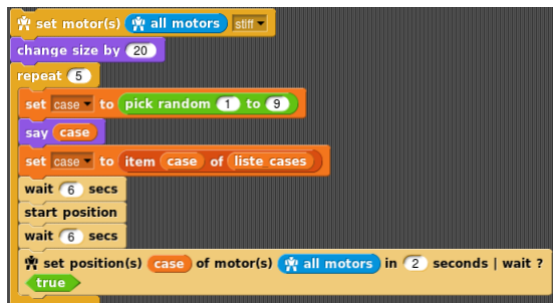 set motor(s) all motors stiff
change size by 20
repeat 5
set case to pick random 1 to 9
say case
set case to item case of liste cases
wait 6 secs
start position
wait 6 secs
set position(s) case of motor(s) all motors in 2 seconds | wait ?
true